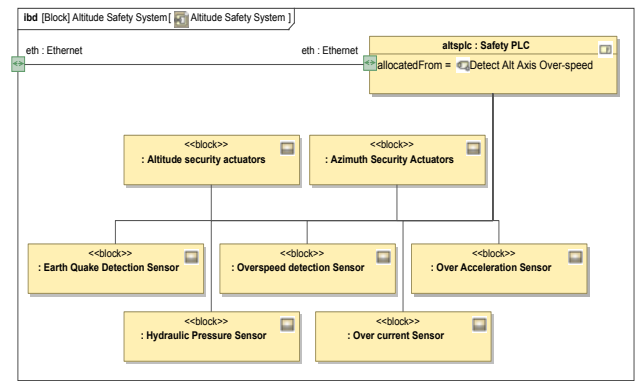 ibd [Block] Altitude Safety System [ Altitude Safety System ]
eth : Ethernet
eth : Ethernet
altsplc : Safety PLC
allocatedFrom = Detect Alt Axis Over-speed
<<block>>
: Altitude security actuators
<<block>>
: Azimuth Security Actuators
<<block>>
: Earth Quake Detection Sensor
<<block>>
: Overspeed detection Sensor
<<block>>
: Over Acceleration Sensor
<<block>>
: Hydraulic Pressure Sensor
<<block>>
: Over current Sensor